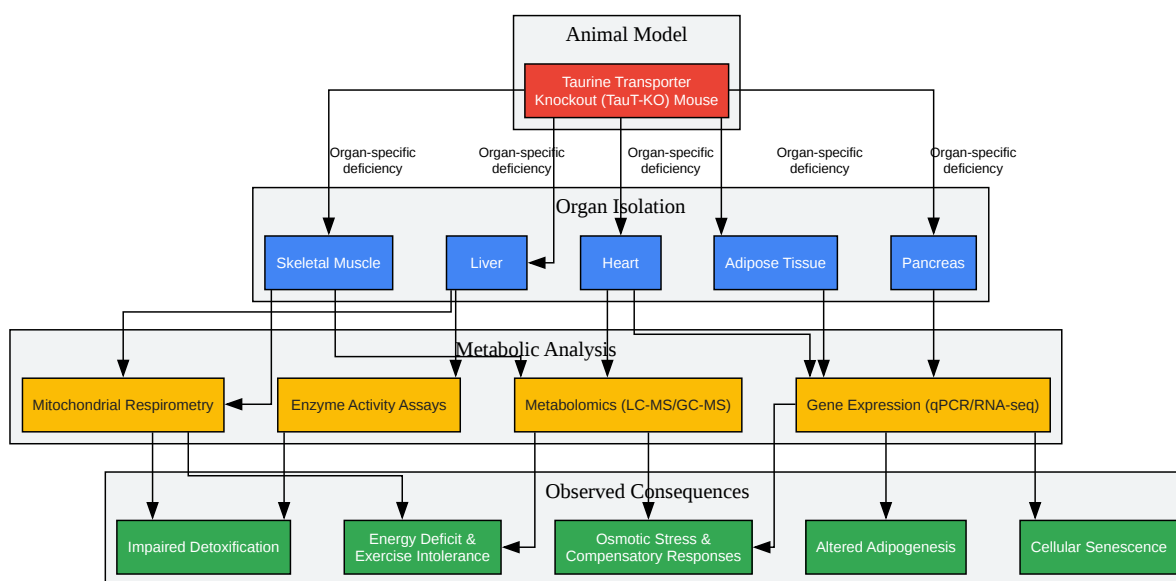 Animal Model
Taurine Transporter
Knockout (TauT-KO) Mouse
Organ-specific
deficiency
Organ-specific
deficiency
Organ-specific
deficiency
Organ-specific
deficiency
Organ-specific
deficiency
Organ Isolation
Skeletal Muscle
Liver
Heart
Adipose Tissue
Pancreas
Metabolic Analysis
Mitochondrial Respirometry
Enzyme Activity Assays
Metabolomics (LC-MS/GC-MS)
Gene Expression (qPCR/RNA-seq)
Observed Consequences
Impaired Detoxification
Energy Deficit &
Exercise Intolerance
Osmotic Stress &
Compensatory Responses
Altered Adipogenesis
Cellular Senescence